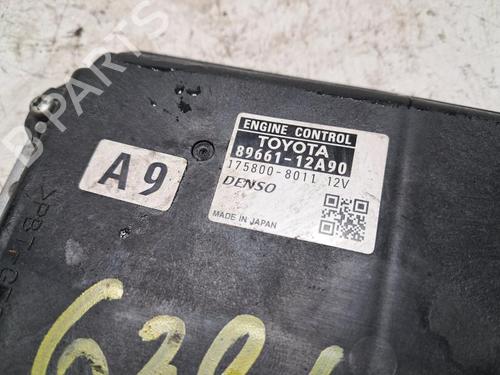 ENGINE CONTROL
TOYOTA
89661-12A90
175800-8011 12V
DENSO
MADE IN JAPAN
A9
B-PARTS